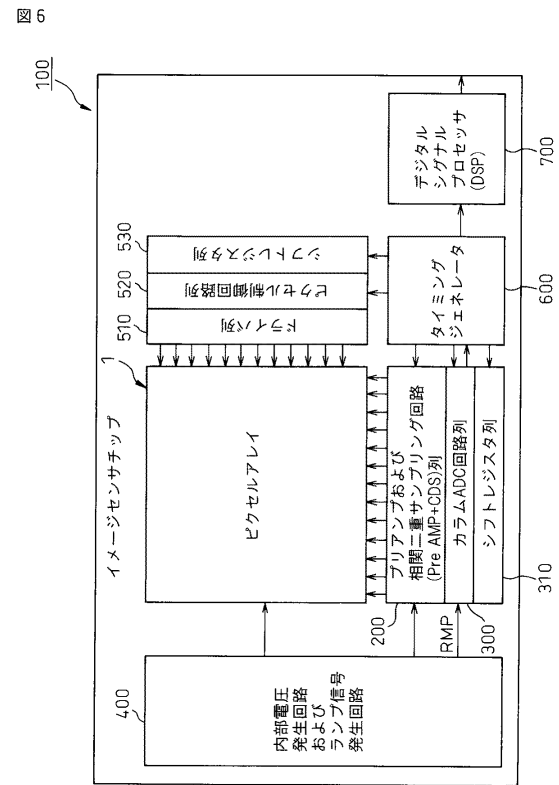 図6
100
イメージセンサチップ
400
内部電圧
発生回路
および
ランプ信号
発生回路
1
ピクセルアレイ
510
ドライバ列
520
ピクセル制御回路列
530
シフトレジスタ列
200
プリアンプおよび
相関二重サンプリング回路
(Pre AMP+CDS)列
RMP
300
カラムADC回路列
310
シフトレジスタ列
600
タイミング
ジェネレータ
700
デジタル
シグナル
プロセッサ
(DSP)